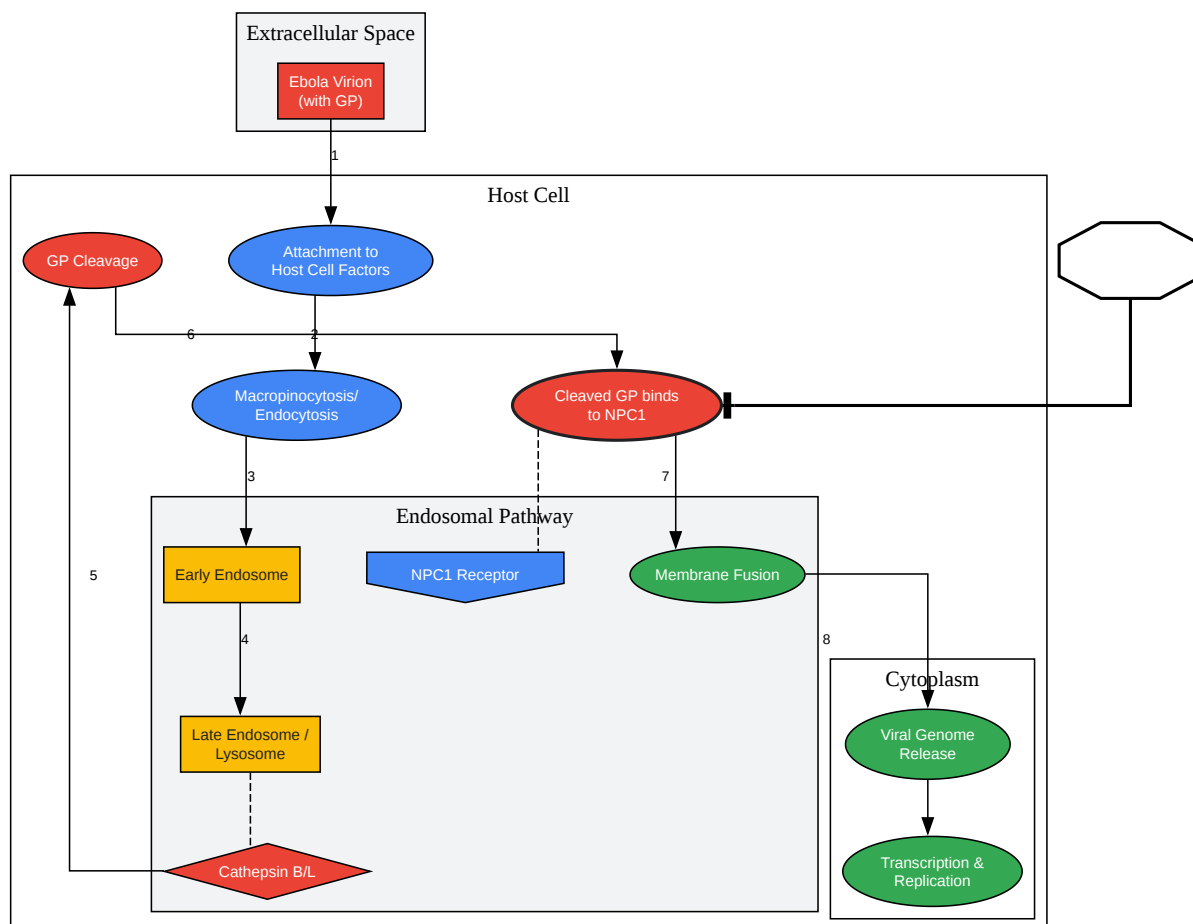 Extracellular Space
Ebola Virion
(with GP)
1
Host Cell
GP Cleavage
Attachment to
Host Cell Factors
6
2
Macropinocytosis/
Endocytosis
Cleaved GP binds
to NPC1
3
7
Endosomal Pathway
5
Early Endosome
NPC1 Receptor
Membrane Fusion
4
8
Cytoplasm
Late Endosome /
Lysosome
Viral Genome
Release
Cathepsin B/L
Transcription &
Replication